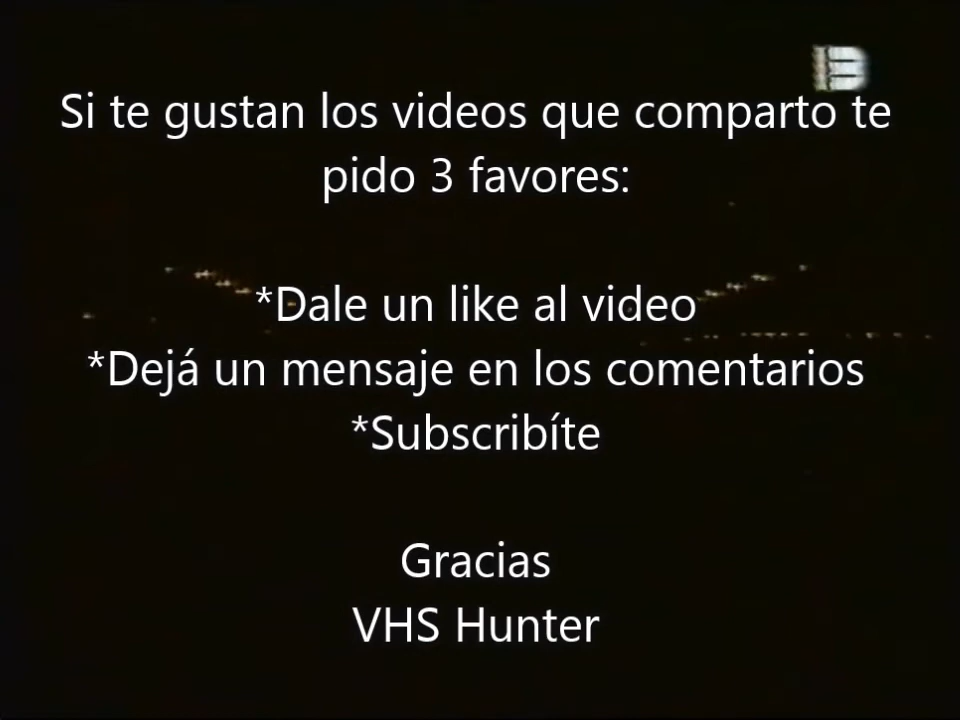 13
Si te gustan los videos que comparto te
pido 3 favores:
*Dale un like al video
*Dejá un mensaje en los comentarios
*Subscribíte
Gracias
VHS Hunter